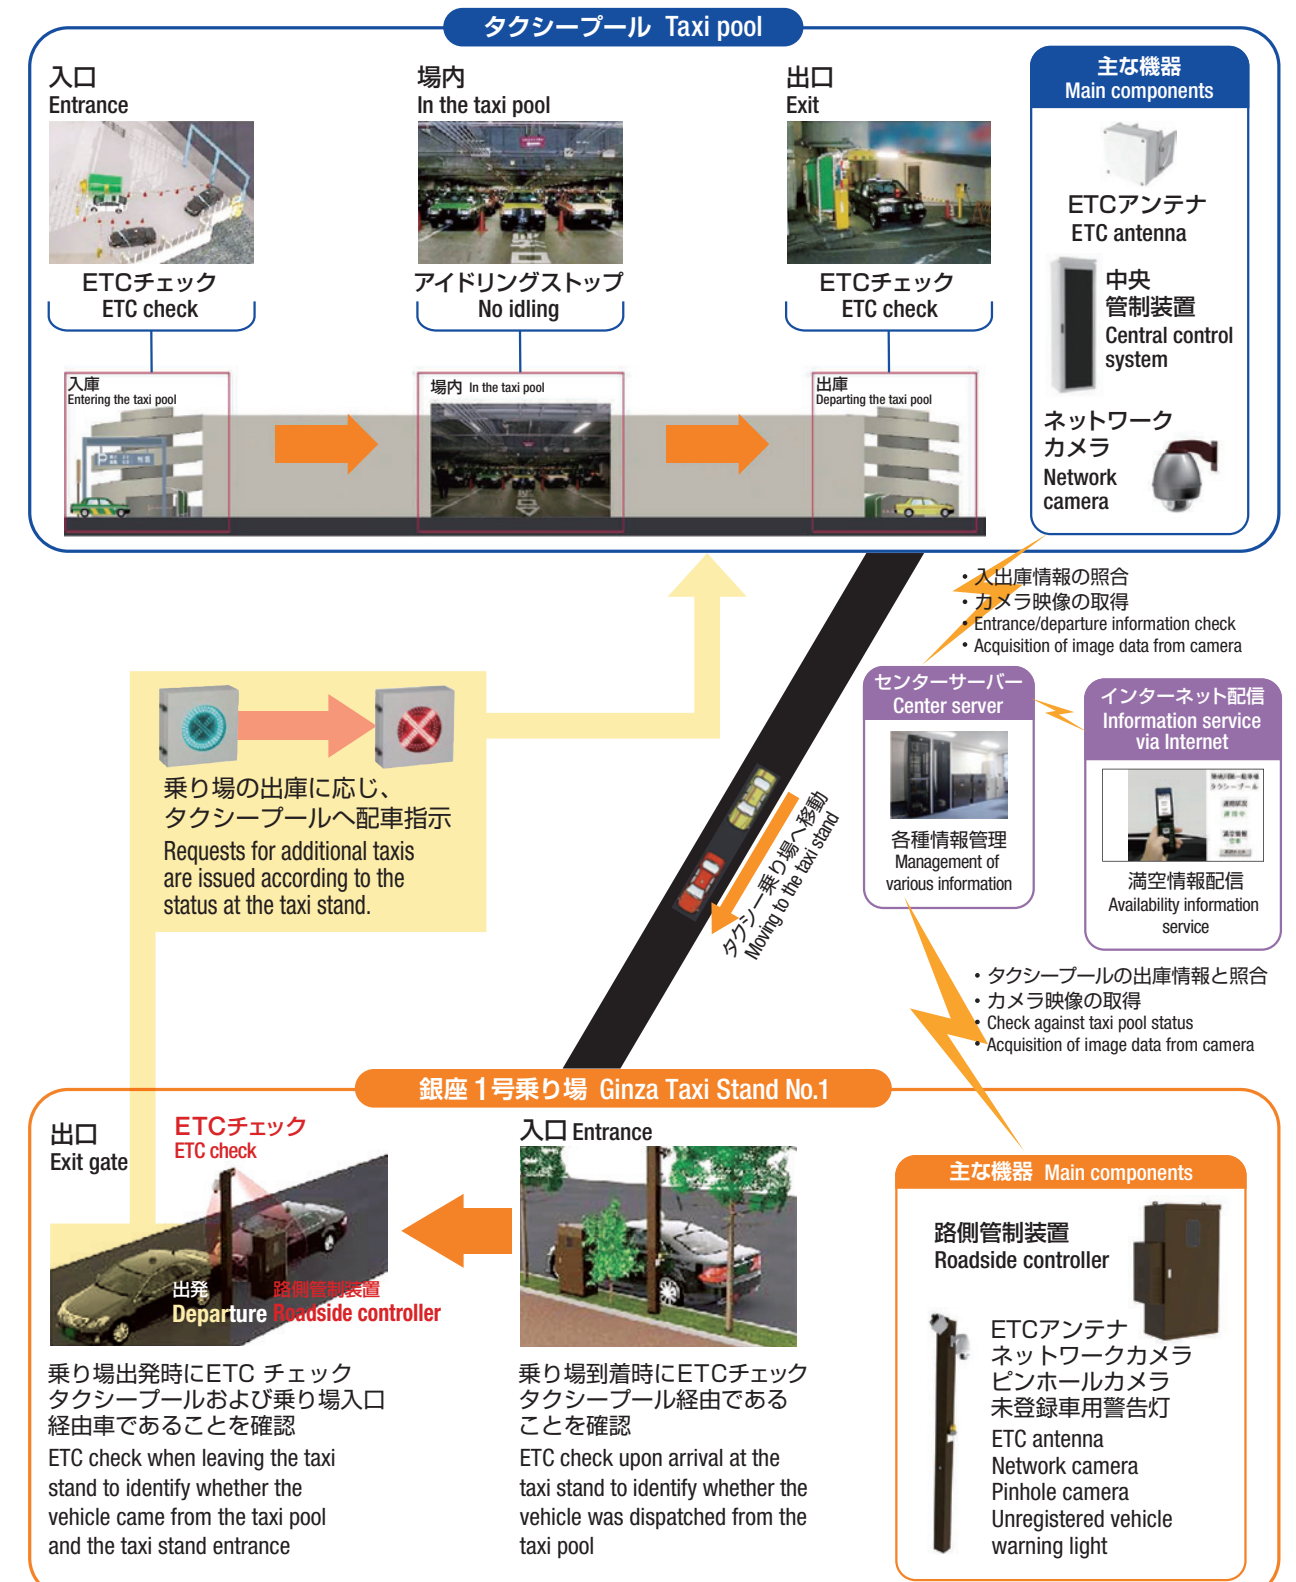 タクシープール Taxi pool
入口
Entrance
場内
In the taxi pool
出口
Exit
ETCチェック
ETC check
アイドリングストップ
No idling
ETCチェック
ETC check
入庫
Entering the taxi pool
場内 In the taxi pool
出庫
Departing the taxi pool
主な機器
Main components
ETCアンテナ
ETC antenna
中央
管制装置
Central control
system
ネットワーク
カメラ
Network
camera
・入出庫情報の照合
・カメラ映像の取得
• Entrance/departure information check
• Acquisition of image data from camera
センターサーバー
Center server
各種情報管理
Management of
various information
インターネット配信
Information service
via Internet
タクシープール
満空情報配信
Availability information
service
乗り場の出庫に応じ、
タクシープールへ配車指示
Requests for additional taxis
are issued according to the
status at the taxi stand.
タクシー乗り場へ移動
Moving to the taxi stand
・タクシープールの出庫情報と照合
・カメラ映像の取得
• Check against taxi pool status
• Acquisition of image data from camera
銀座1号乗り場 Ginza Taxi Stand No.1
出口
Exit gate
ETCチェック
ETC check
出発
Departure
路側管制装置
Roadside controller
乗り場出発時にETC チェック
タクシープールおよび乗り場入口
経由車であることを確認
ETC check when leaving the taxi
stand to identify whether the
vehicle came from the taxi pool
and the taxi stand entrance
入口 Entrance
乗り場到着時にETCチェック
タクシープール経由である
ことを確認
ETC check upon arrival at the
taxi stand to identify whether the
vehicle was dispatched from the
taxi pool
主な機器 Main components
路側管制装置
Roadside controller
ETCアンテナ
ネットワークカメラ
ピンホールカメラ
未登録車用警告灯
ETC antenna
Network camera
Pinhole camera
Unregistered vehicle
warning light